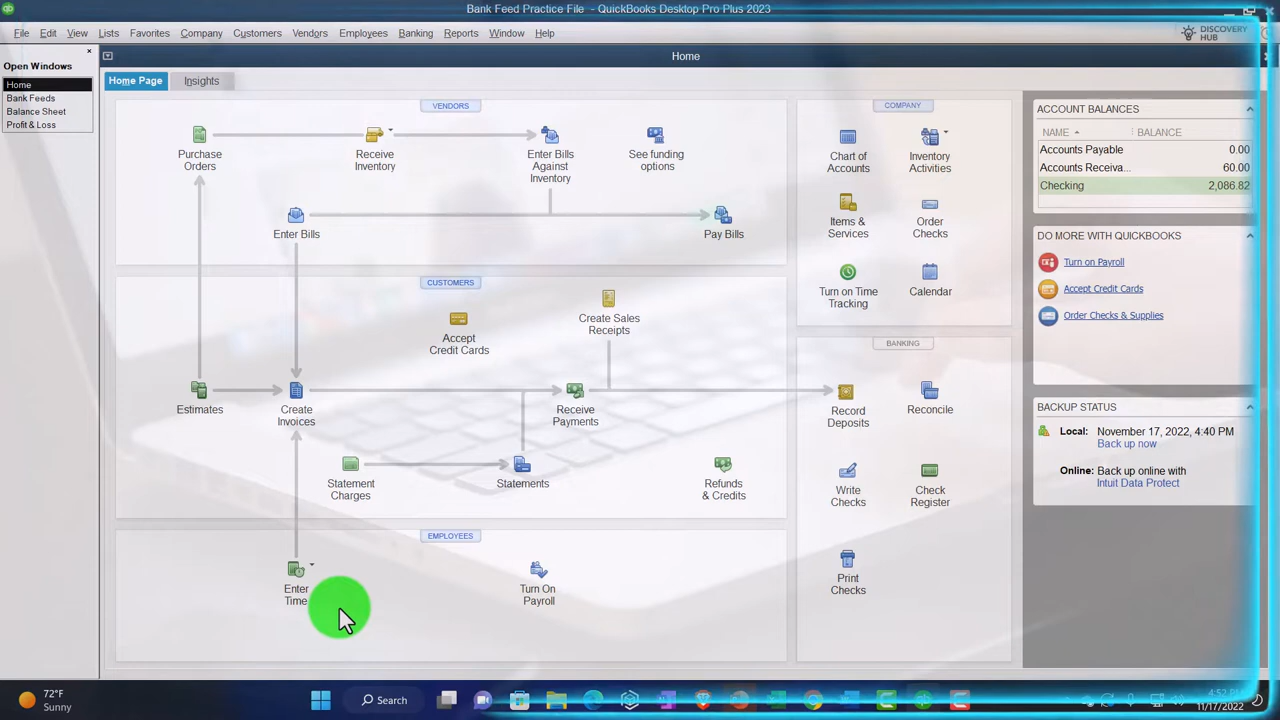 Bank Feed Practice File - QuickBooks Desktop Pro Plus 2023
File Edit View Lists Favorites Company Customers Vendors Employees Banking Reports Window Help
DISCOVERY
HUB
Open Windows
Home
Bank Feeds
Balance Sheet
Profit & Loss
Home
Home Page
Insights
VENDORS
Purchase
Orders
Receive
Inventory
Enter Bills
Against
Inventory
See funding
options
Enter Bills
Pay Bills
CUSTOMERS
Create Sales
Receipts
Accept
Credit Cards
Estimates
Create
Invoices
Receive
Payments
Statement
Charges
Statements
Refunds
& Credits
EMPLOYEES
Enter
Time
Turn On
Payroll
COMPANY
Chart of
Accounts
Inventory
Activities
Items &
Services
Order
Checks
Turn on Time
Tracking
Calendar
BANKING
Record
Deposits
Reconcile
Write
Checks
Check
Register
Print
Checks
ACCOUNT BALANCES
NAME BALANCE
Accounts Payable 0.00
Accounts Receiva... 60.00
Checking 2,086.82
DO MORE WITH QUICKBOOKS
Turn on Payroll
Accept Credit Cards
Order Checks & Supplies
BACKUP STATUS
Local: November 17, 2022, 4:40 PM
Back up now
Online: Back up online with
Intuit Data Protect
72°F
Sunny
Search
4:52 PM
11/17/2022